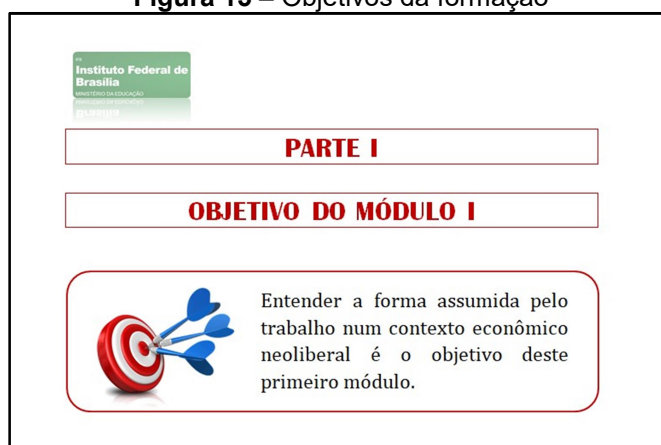 Figura 15 – Objetivos da formação
Instituto Federal de
Brasília
MINISTÉRIO DA EDUCAÇÃO
PARTE I
OBJETIVO DO MÓDULO I
Entender a forma assumida pelo
trabalho num contexto econômico
neoliberal é o objetivo deste
primeiro módulo.